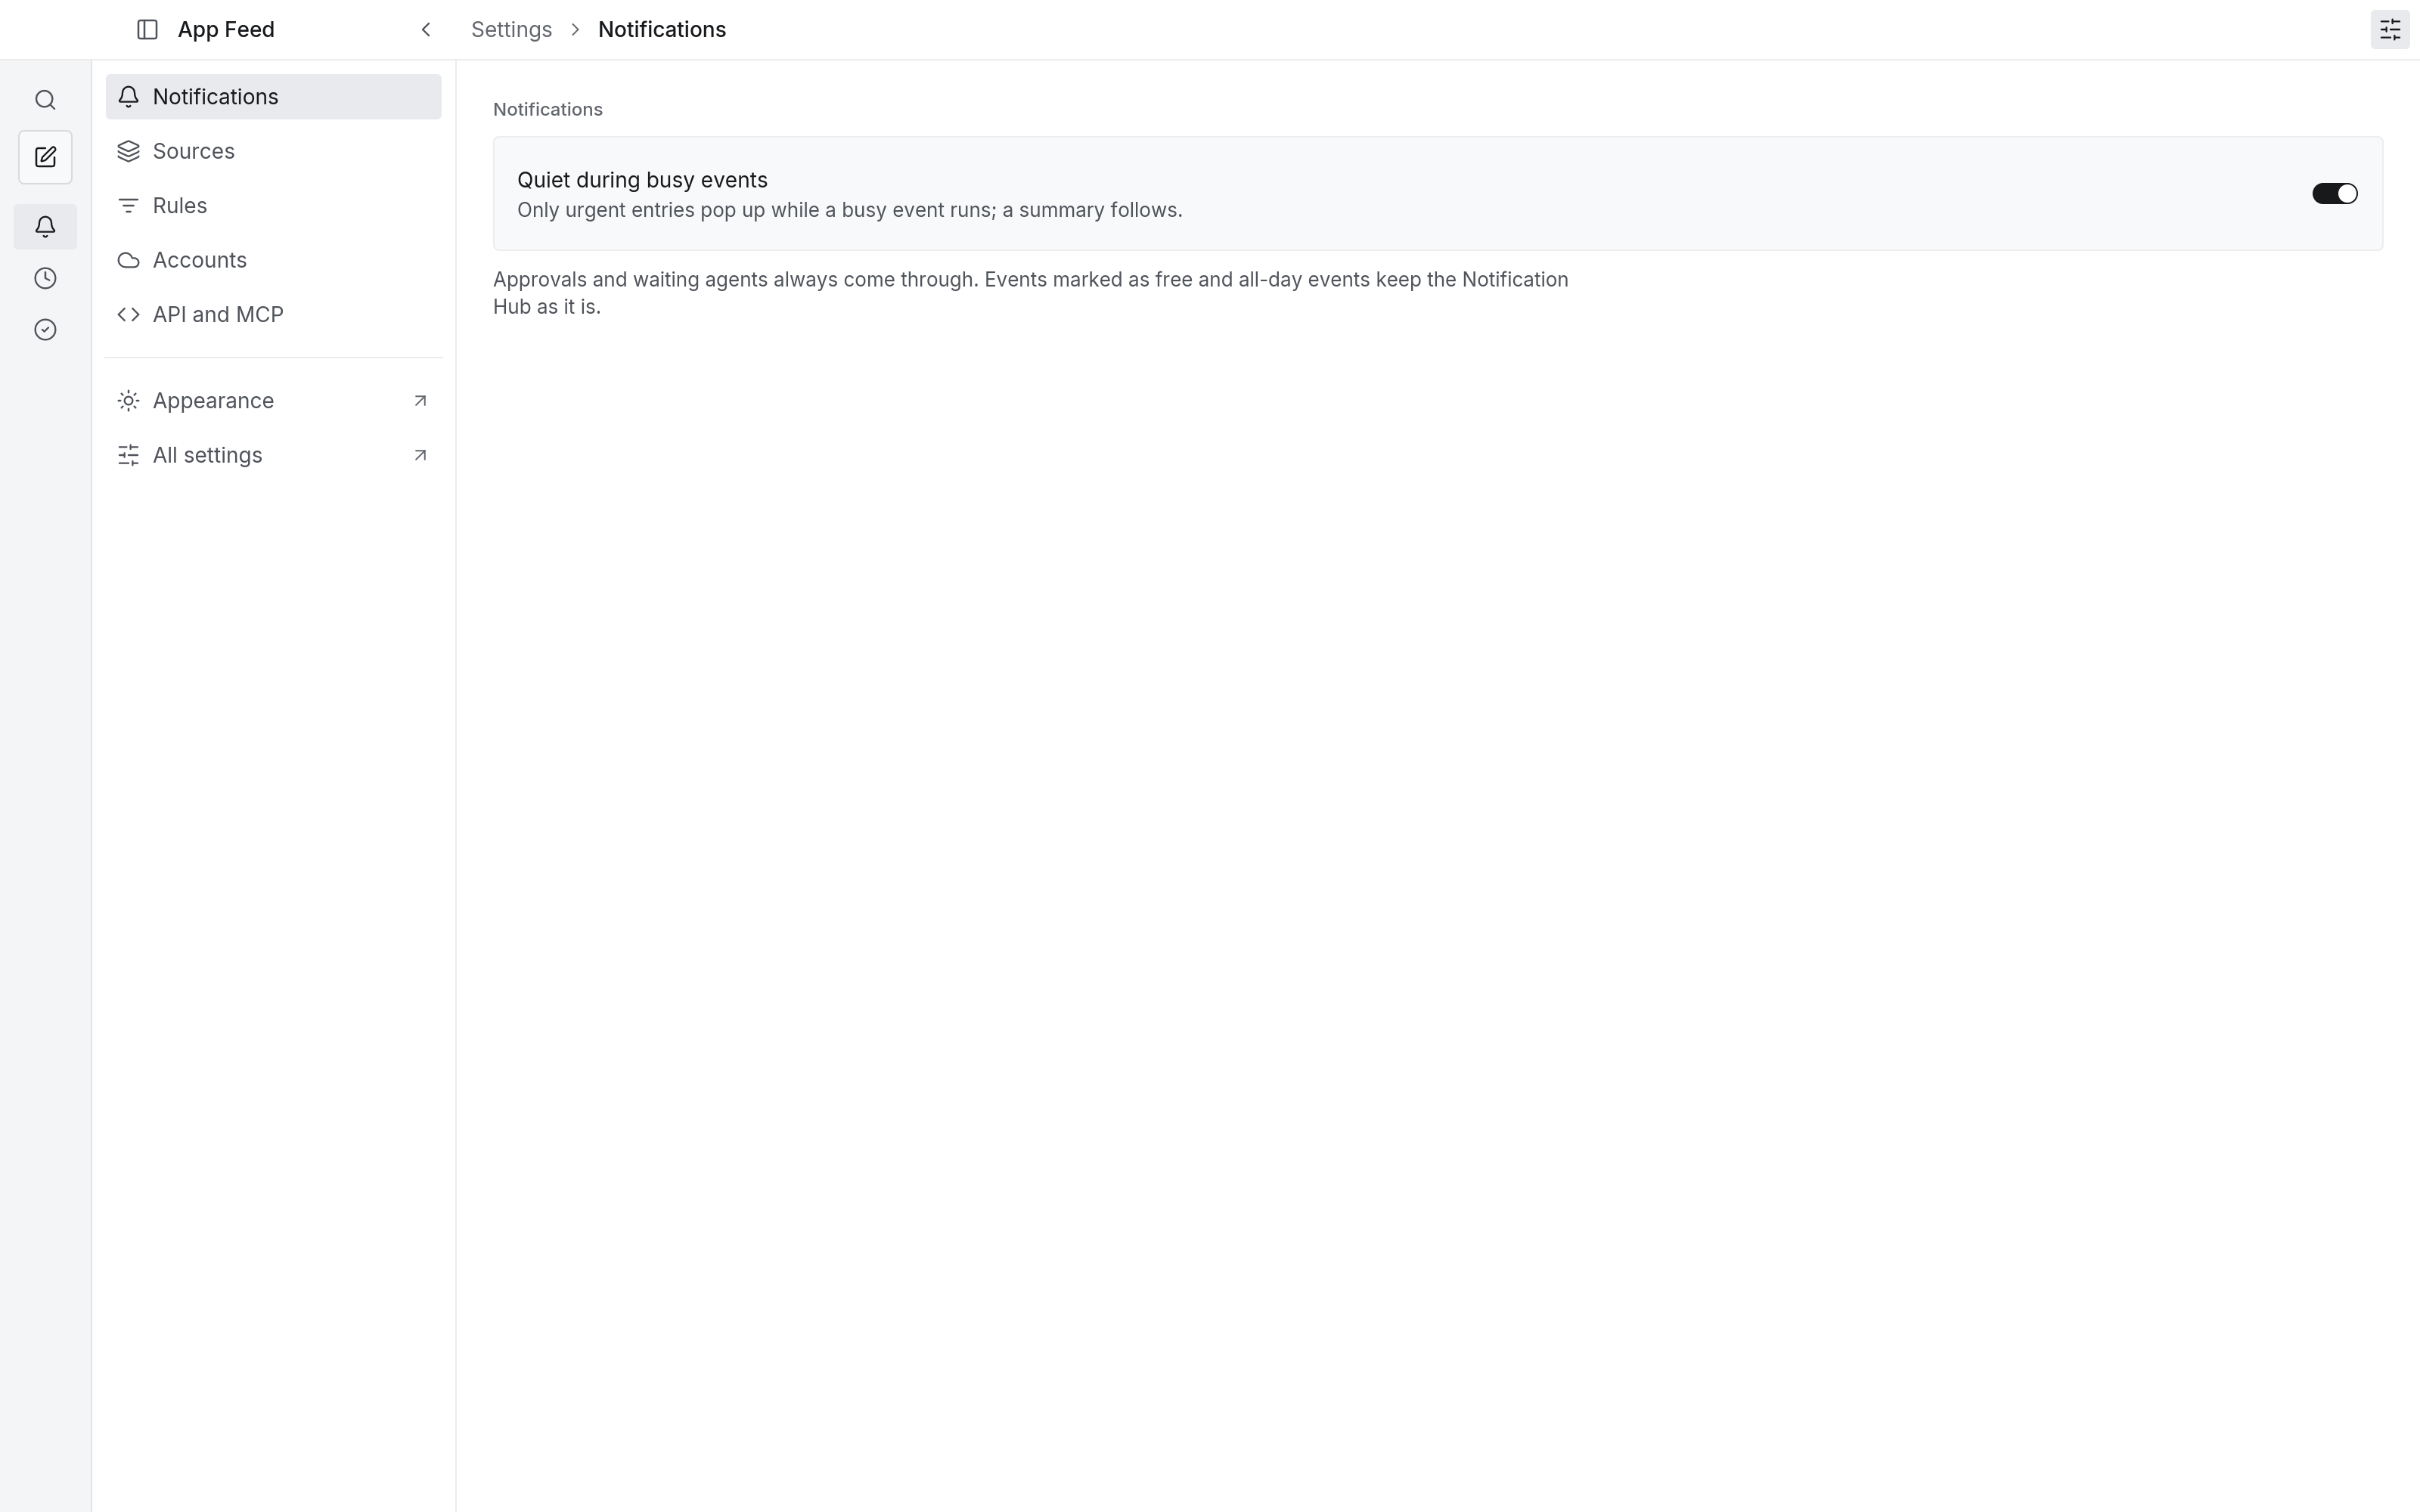 App Feed
Settings
Notifications
Notifications
Sources
Rules
Accounts
API and MCP
Appearance
All settings
Notifications
Quiet during busy events
Only urgent entries pop up while a busy event runs; a summary follows.
Approvals and waiting agents always come through. Events marked as free and all-day events keep the Notification
Hub as it is.